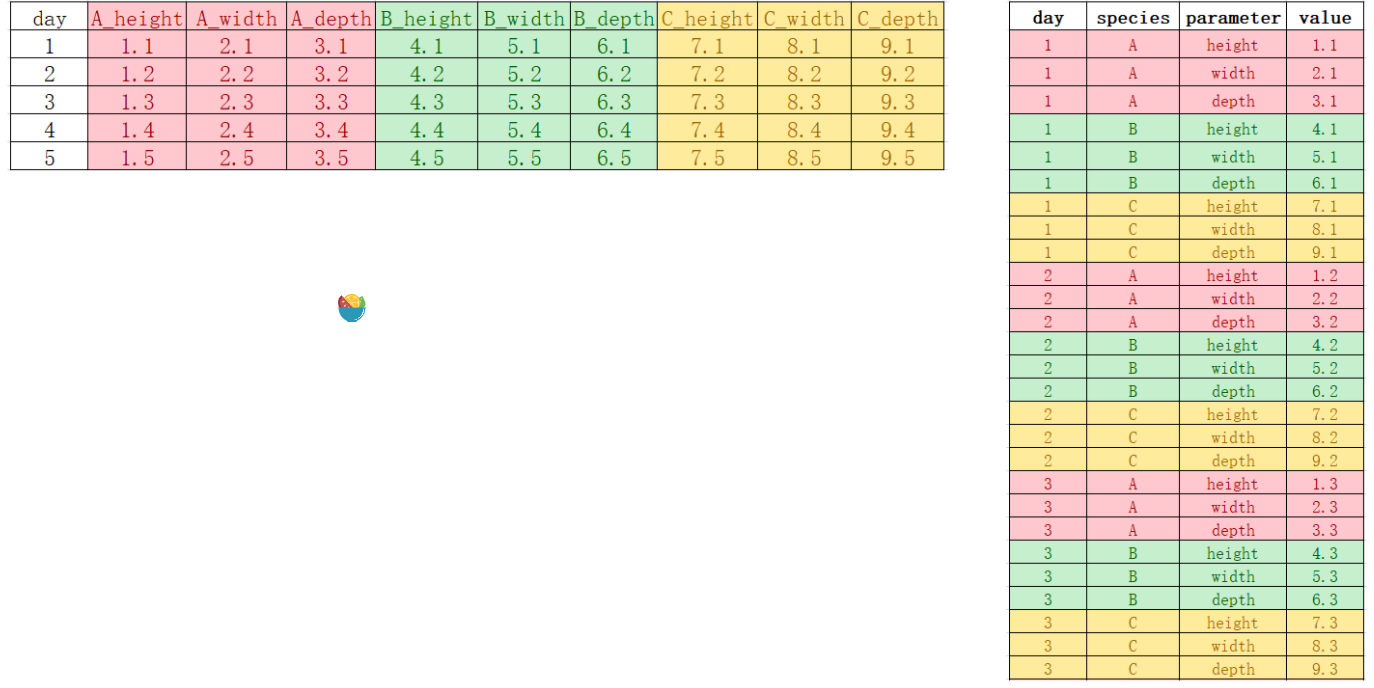 day A_height A_width A_depth B_height B_width B_depth C_height C_width C_depth
1 1.1 2.1 3.1 4.1 5.1 6.1 7.1 8.1 9.1
2 1.2 2.2 3.2 4.2 5.2 6.2 7.2 8.2 9.2
3 1.3 2.3 3.3 4.3 5.3 6.3 7.3 8.3 9.3
4 1.4 2.4 3.4 4.4 5.4 6.4 7.4 8.4 9.4
5 1.5 2.5 3.5 4.5 5.5 6.5 7.5 8.5 9.5
day species parameter value
1 A height 1.1
1 A width 2.1
1 A depth 3.1
1 B height 4.1
1 B width 5.1
1 B depth 6.1
1 C height 7.1
1 C width 8.1
1 C depth 9.1
2 A height 1.2
2 A width 2.2
2 A depth 3.2
2 B height 4.2
2 B width 5.2
2 B depth 6.2
2 C height 7.2
2 C width 8.2
2 C depth 9.2
3 A height 1.3
3 A width 2.3
3 A depth 3.3
3 B height 4.3
3 B width 5.3
3 B depth 6.3
3 C height 7.3
3 C width 8.3
3 C depth 9.3